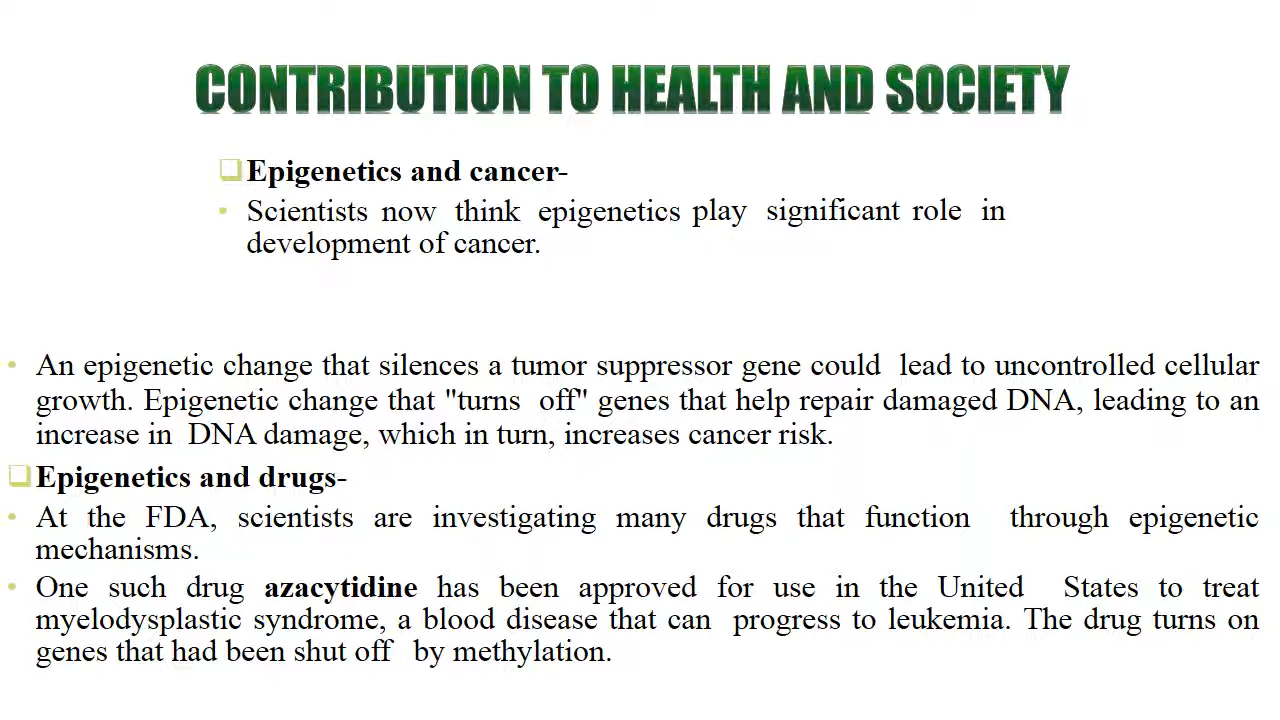 CONTRIBUTION TO HEALTH AND SOCIETY
Epigenetics and cancer-
Scientists now think epigenetics play significant role in
development of cancer.
An epigenetic change that silences a tumor suppressor gene could lead to uncontrolled cellular
growth. Epigenetic change that "turns off" genes that help repair damaged DNA, leading to an
increase in DNA damage, which in turn, increases cancer risk.
Epigenetics and drugs-
At the FDA, scientists are investigating many drugs that function through epigenetic
mechanisms.
One such drug azacytidine has been approved for use in the United States to treat
myelodysplastic syndrome, a blood disease that can progress to leukemia. The drug turns on
genes that had been shut off by methylation.